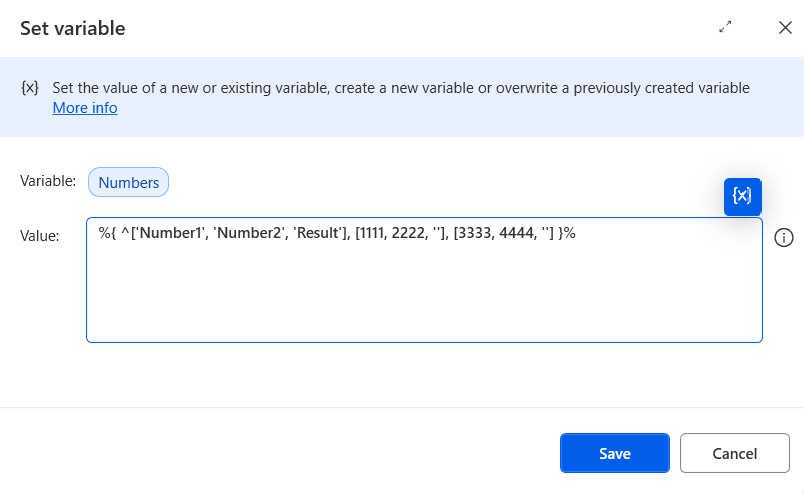 Set variable
{x} Set the value of a new or existing variable, create a new variable or overwrite a previously created variable
More info
Variable: Numbers
{x}
Value: %{ ^['Number1', 'Number2', 'Result'], [1111, 2222, ''], [3333, 4444, ''] }%
Save Cancel